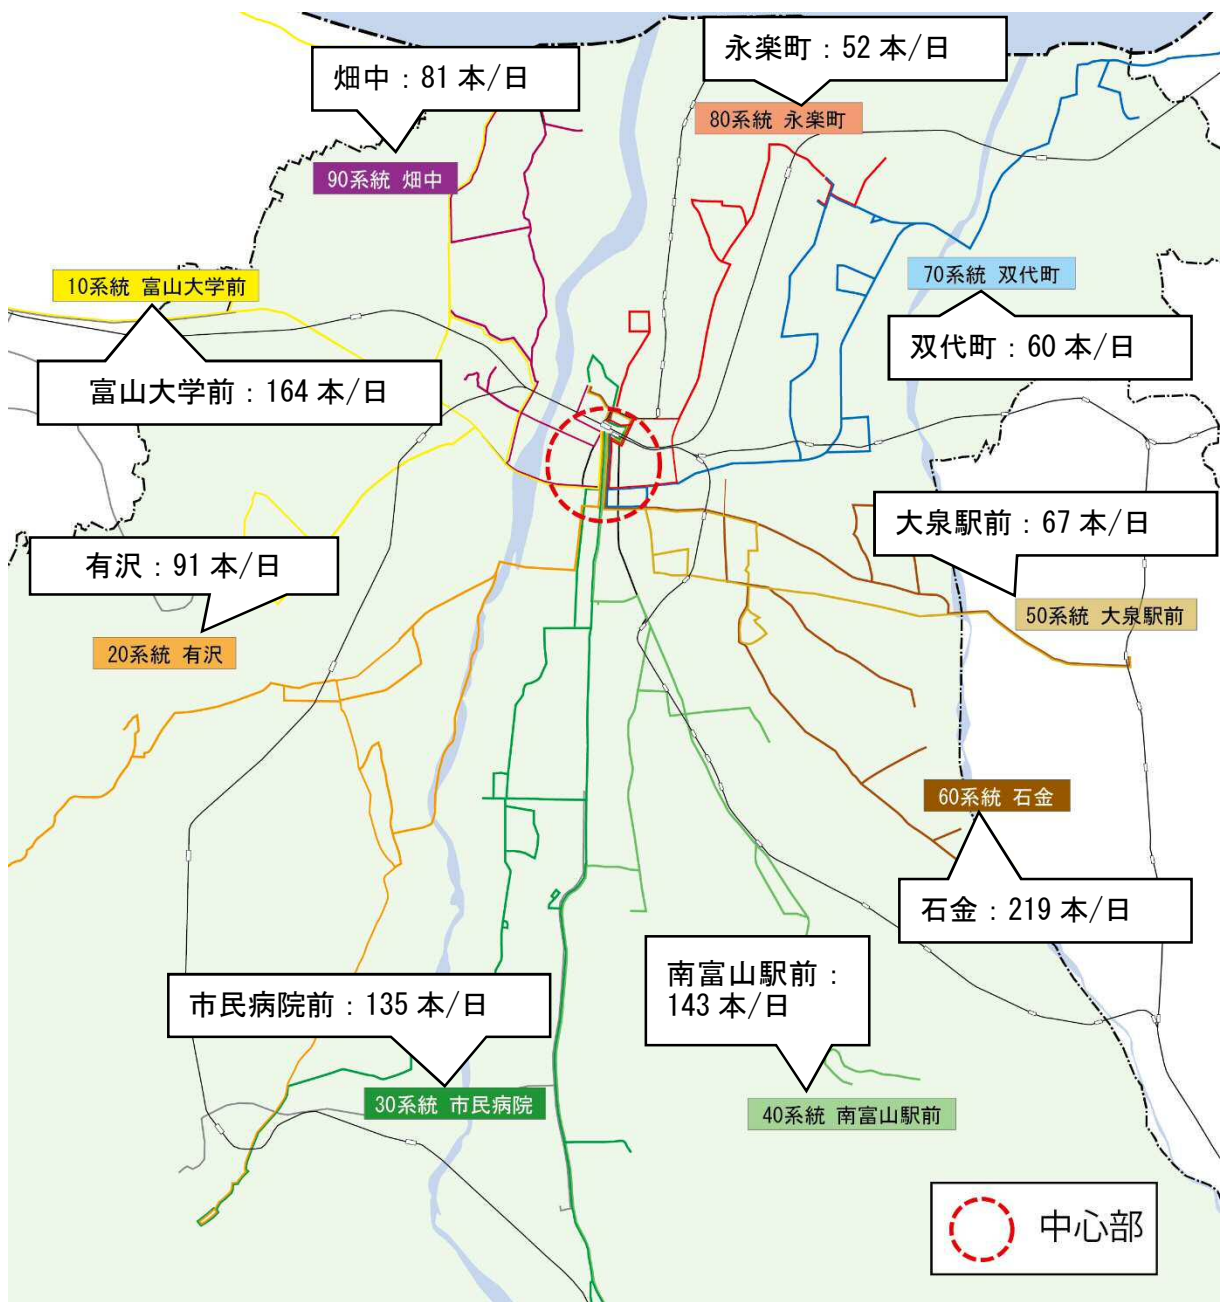 永楽町：52 本/日
畑中：81 本/日
80系統 永楽町
90系統 畑中
10系統 富山大学前
70系統 双代町
富山大学前：164 本/日
双代町：60 本/日
大泉駅前：67 本/日
有沢：91 本/日
50系統 大泉駅前
20系統 有沢
60系統 石金
石金：219 本/日
南富山駅前：
143 本/日
市民病院前：135 本/日
30系統 市民病院
40系統 南富山駅前
中心部